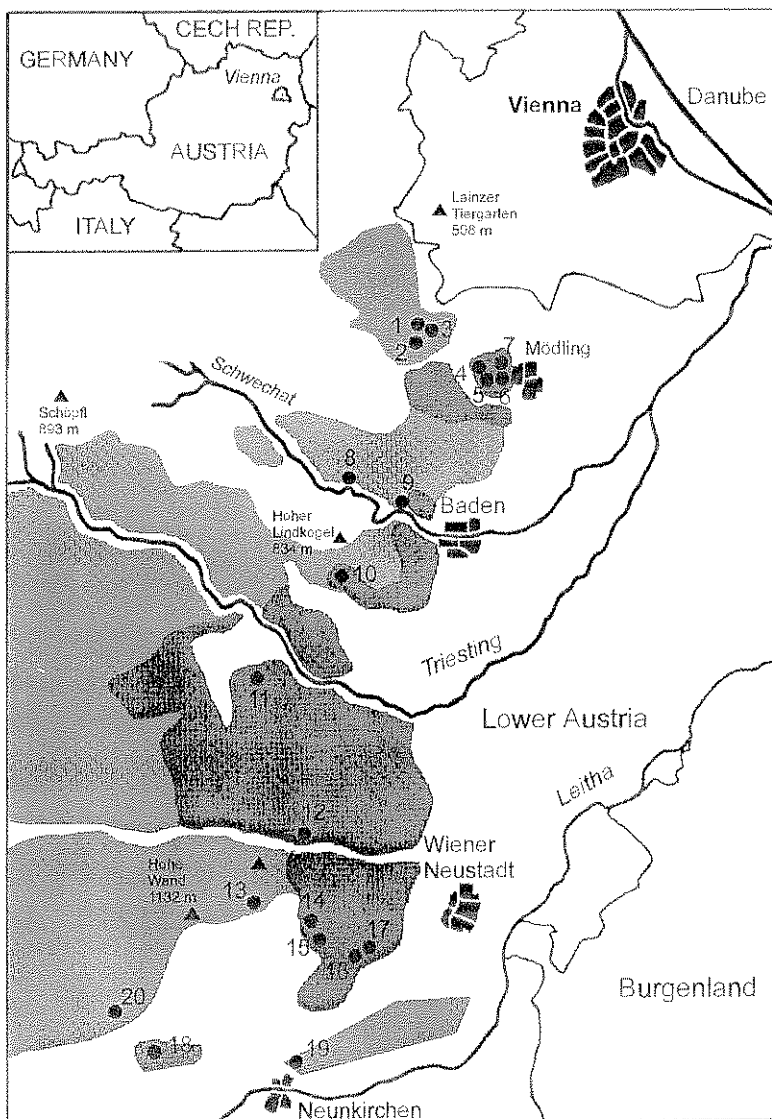 CECH REP.
GERMANY
Vienna
AUSTRIA
ITALY
Vienna
Danube
Lainzer
Tiergarten
508 m
1
3
2
7
Mödling
4
5
6
Schwechat
Schöpfl
893 m
8
9
Baden
Hoher
Lindkogel
834 m
10
Triesting
11
Lower Austria
Leitha
12
Wiener
Neustadt
Hohe
Wand
1132 m
13
14
17
15
16
Burgenland
20
18
19
Neunkirchen